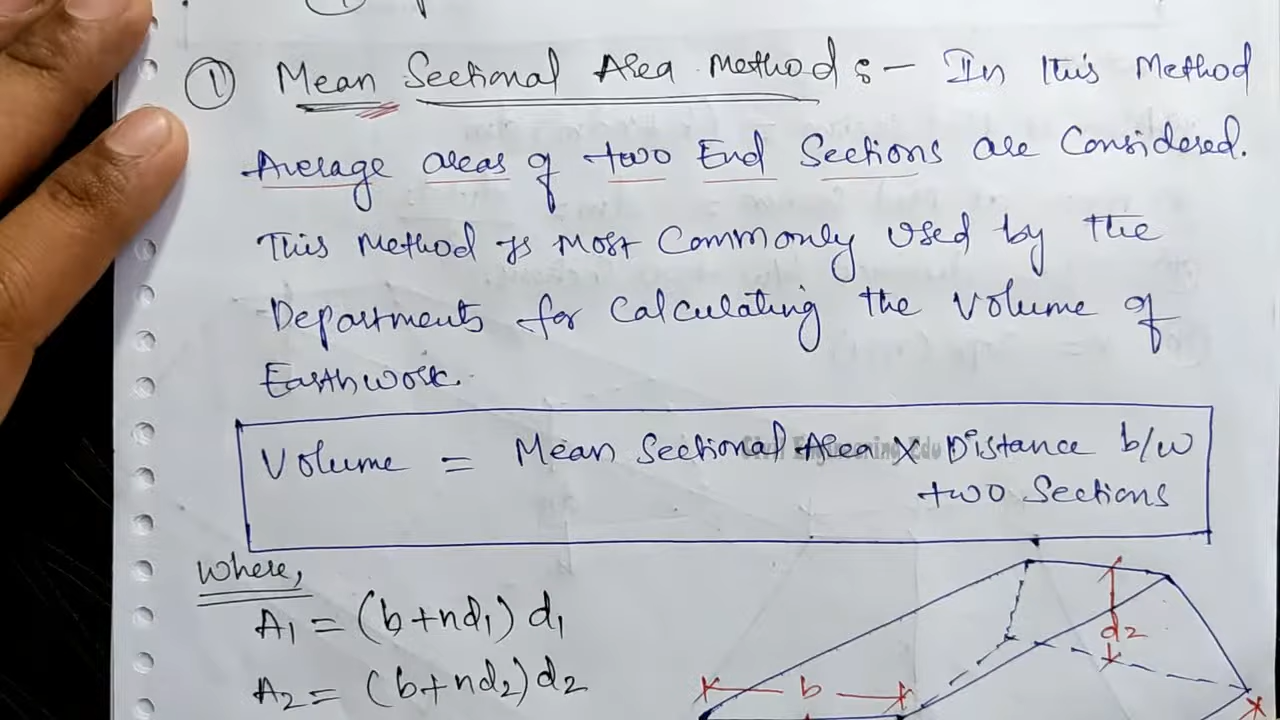 ① Mean Sectional Area Method :- In this Method
Average areas of two End Sections are Considered.
This Method is Most Commonly Used by the
Departments for Calculating the Volume of
Earthwork.
Volume = Mean Sectional Area X Distance b/w
two Sections
Where,
A1 = (b+nd1) d1
A2 = (b+nd2) d2
d2
b